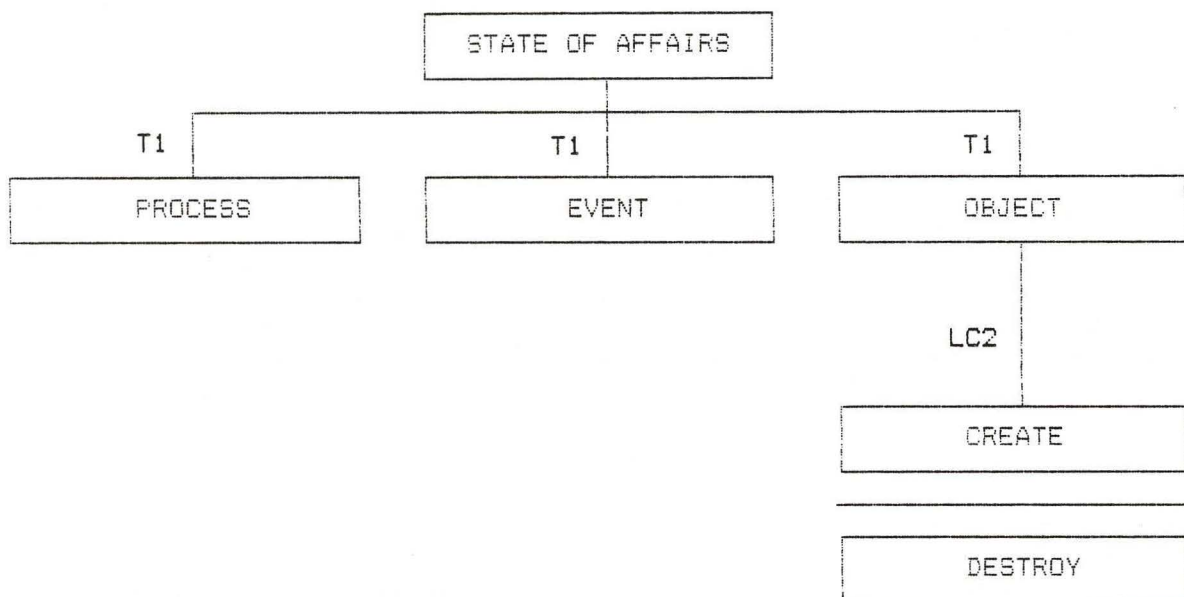 STATE OF AFFAIRS
T1 T1 T1
PROCESS EVENT OBJECT
LC2
CREATE
DESTROY